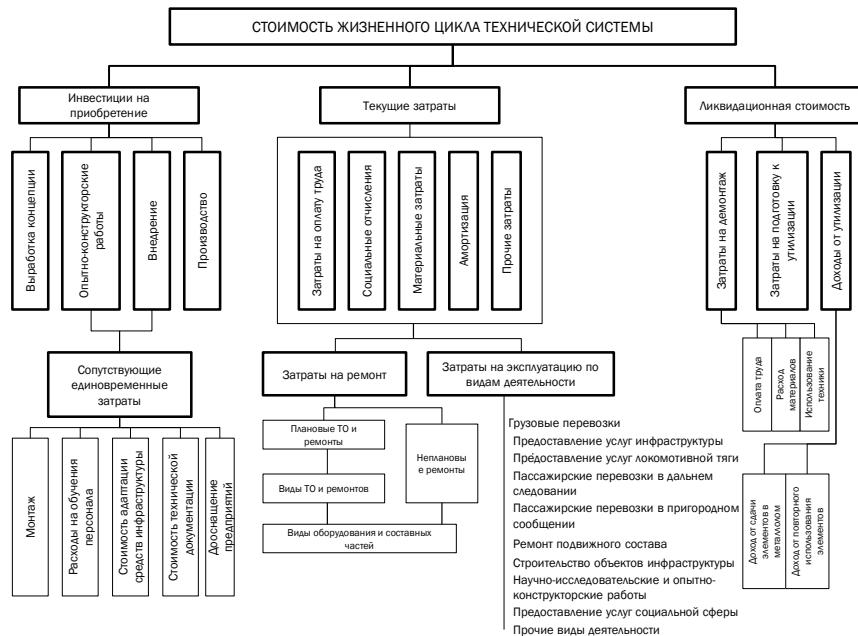 СТОИМОСТЬ ЖИЗНЕННОГО ЦИКЛА ТЕХНИЧЕСКОЙ СИСТЕМЫ
Инвестиции на
приобретение
Текущие затраты
Ликвидационная стоимость
Выработка концепции
Опытно-конструкторские
работы
Внедрение
Производство
Затраты на оплату труда
Социальные отчисления
Материальные затраты
Амортизация
Прочие затраты
Затраты на демонтаж
Затраты на подготовку к
утилизации
Доходы от утилизации
Сопутствующие
единовременные
затраты
Затраты на ремонт
Затраты на эксплуатацию по
видам деятельности
Оплата труда
Расход
материалов
Использование
техники
Монтаж
Расходы на обучения
персонала
Стоимость адаптации
средств инфраструктуры
Стоимость технической
документации
Дооснащение
предприятий
Плановые ТО и
ремонты
Неплановы
е ремонты
Виды ТО и ремонтов
Виды оборудования и составных
частей
Грузовые перевозки
Предоставление услуг инфраструктуры
Предоставление услуг локомотивной тяги
Пассажирские перевозки в дальнем
следовании
Пассажирские перевозки в пригородном
сообщении
Ремонт подвижного состава
Строительство объектов инфраструктуры
Научно-исследовательские и опытно-
конструкторские работы
Предоставление услуг социальной сферы
Прочие виды деятельности
Доход от сдачи
элементов в
металлолом
Доход от повторного
использования
элементов